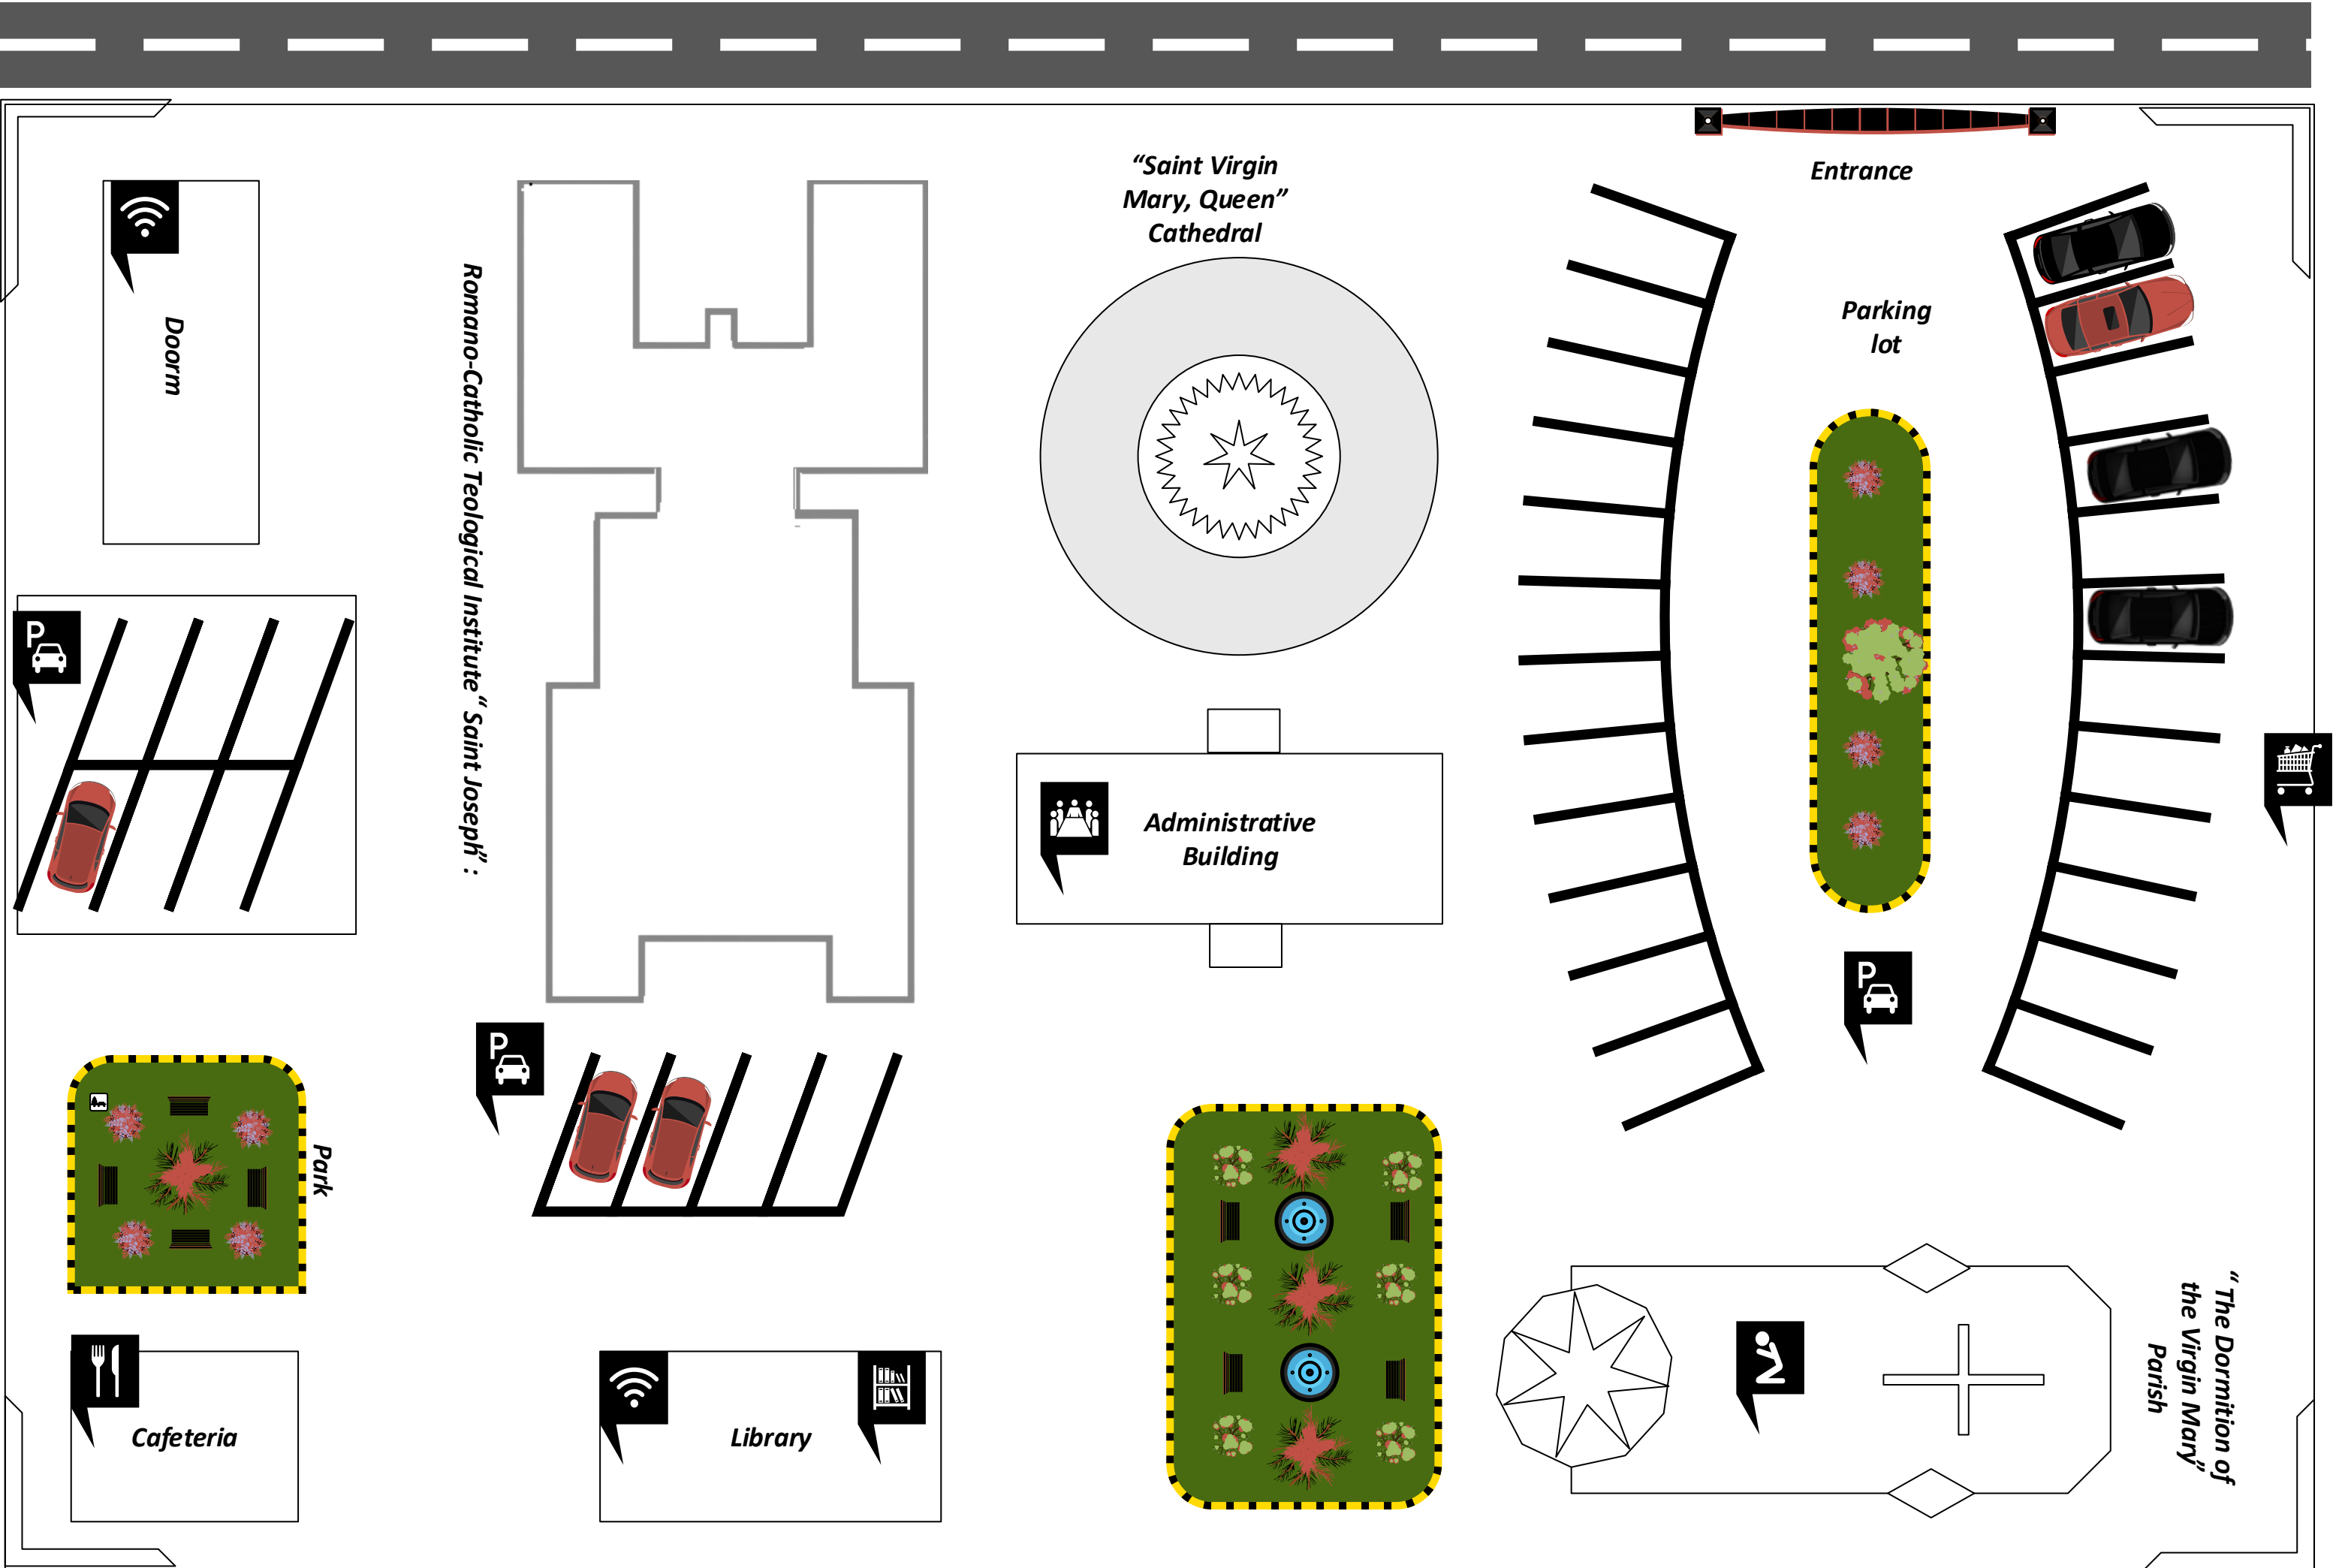 “Saint Virgin
Mary, Queen”
Cathedral
Entrance
Parking
lot
Doorm
Romano-Catholic Teological Institute “ Saint Joseph” :
P
Administrative
Building
P
P
Park
“ The Dormition of
the Virgin Mary”
Parish
Cafeteria
Library